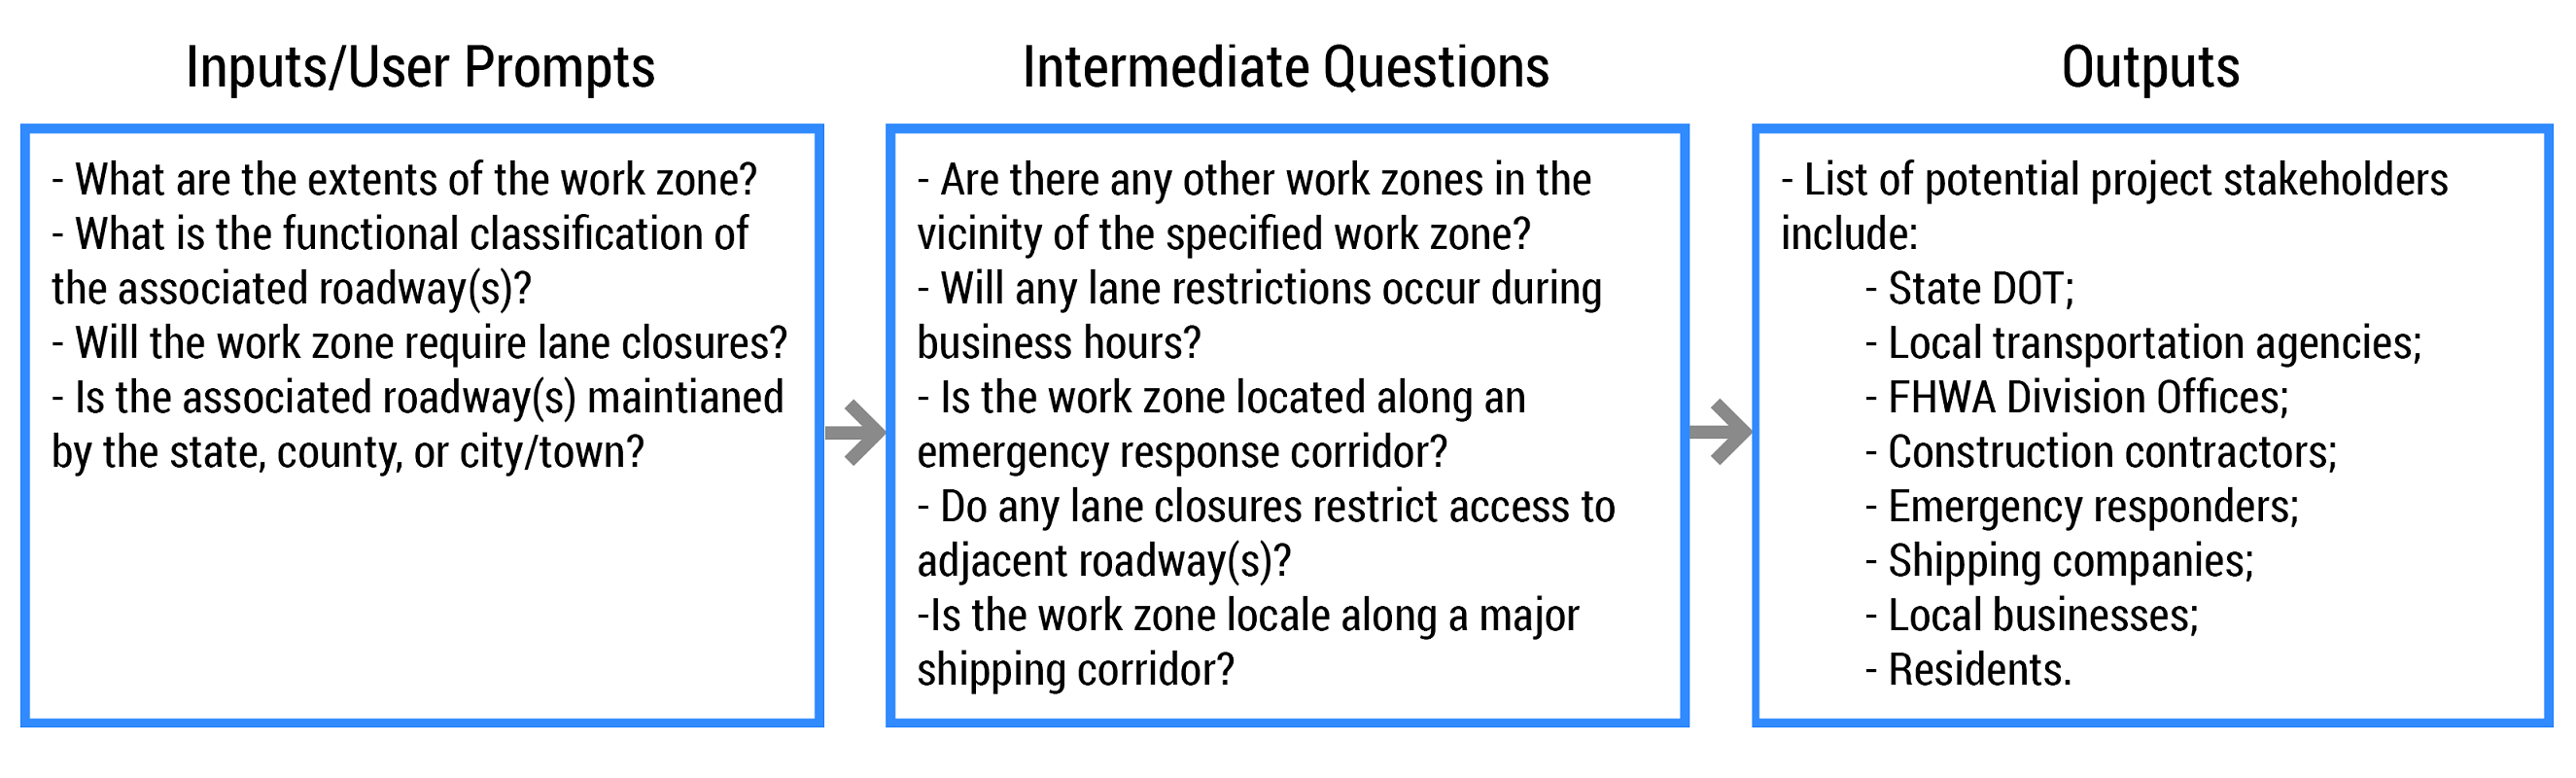 Inputs/User Prompts
- What are the extents of the work zone?
- What is the functional classification of
the associated roadway(s)?
- Will the work zone require lane closures?
- Is the associated roadway(s) maintianed
by the state, county, or city/town?
Intermediate Questions
- Are there any other work zones in the
vicinity of the specified work zone?
- Will any lane restrictions occur during
business hours?
- Is the work zone located along an
emergency response corridor?
- Do any lane closures restrict access to
adjacent roadway(s)?
-Is the work zone locale along a major
shipping corridor?
Outputs
- List of potential project stakeholders
include:
- State DOT;
- Local transportation agencies;
- FHWA Division Offices;
- Construction contractors;
- Emergency responders;
- Shipping companies;
- Local businesses;
- Residents.